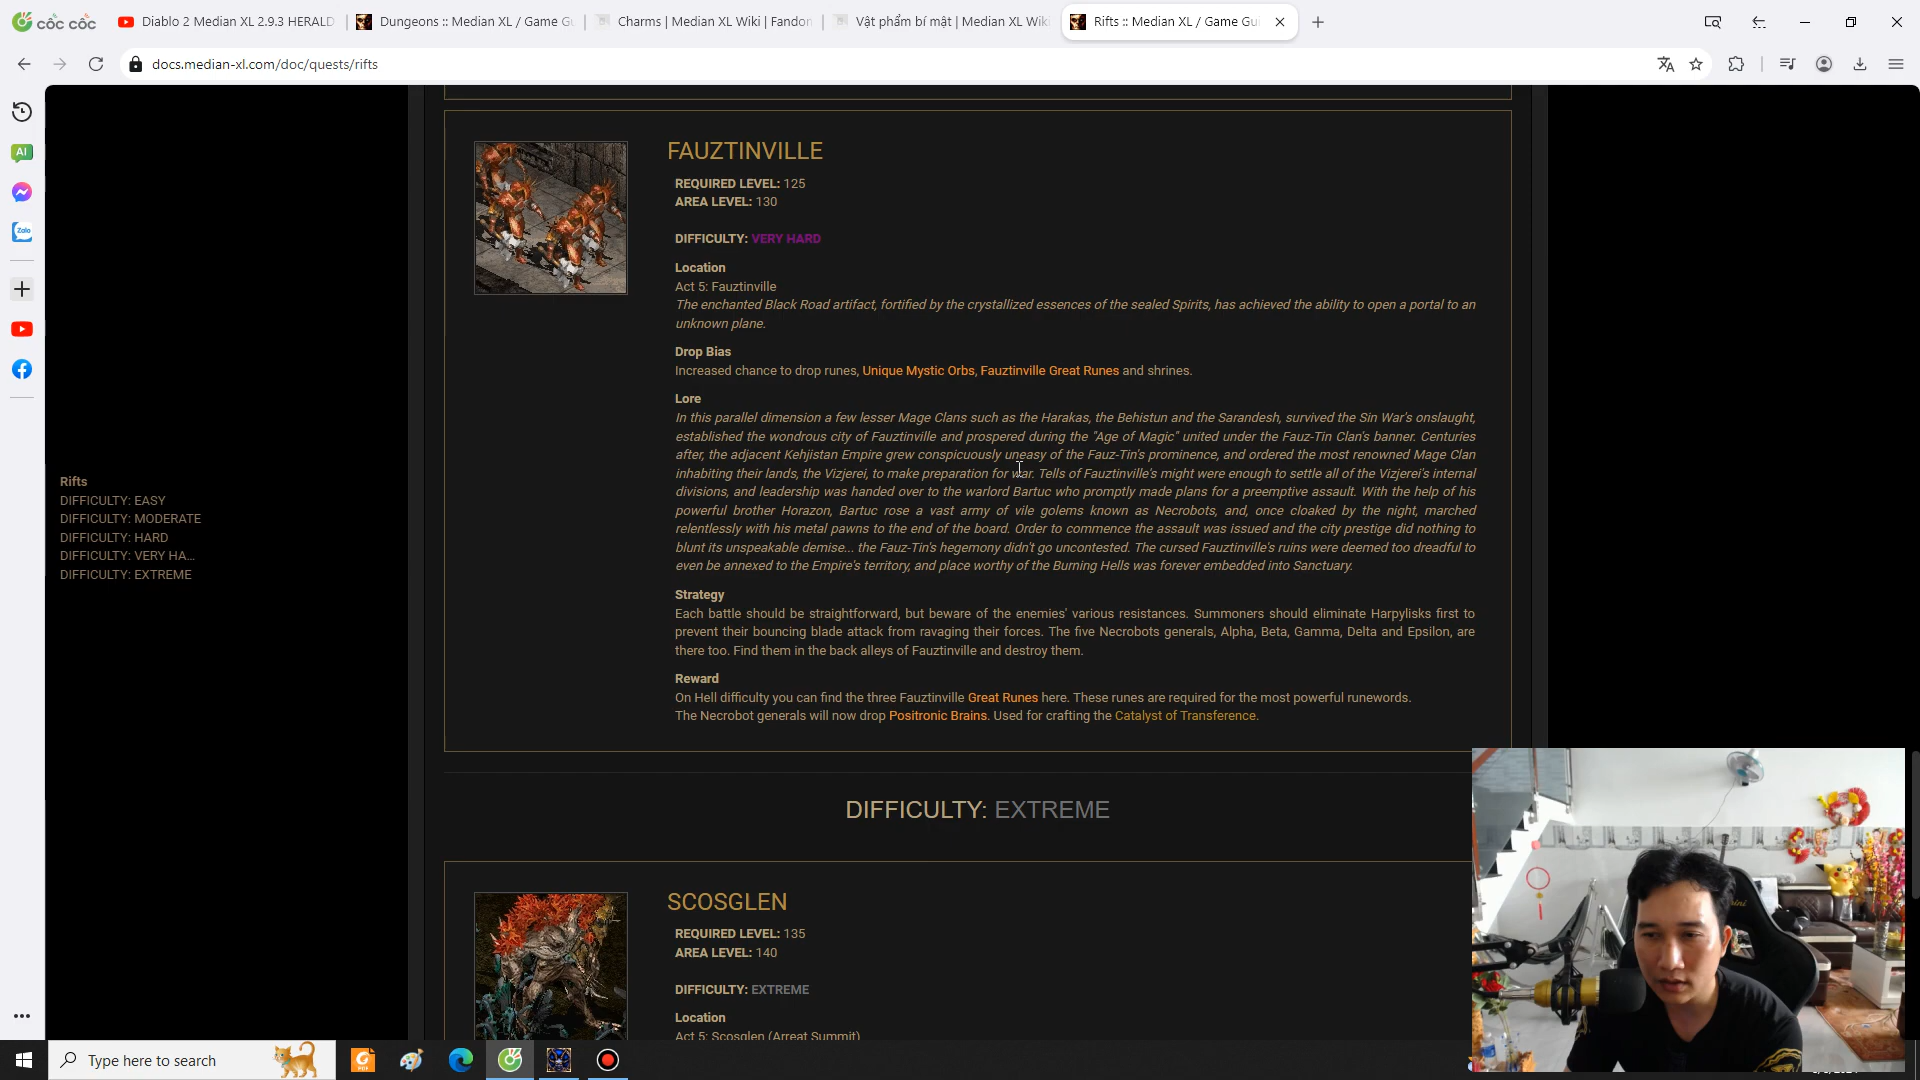 cốc cốc
Diablo 2 Median XL 2.9.3 HERALD
Dungeons :: Median XL / Game Gu
Charms | Median XL Wiki | Fandom
Vật phẩm bí mật | Median XL Wiki
Rifts :: Median XL / Game Gui
docs.median-xl.com/doc/quests/rifts
AI
Zalo
FAUZTINVILLE
REQUIRED LEVEL: 125
AREA LEVEL: 130
DIFFICULTY: VERY HARD
Location
Act 5: Fauztinville
The enchanted Black Road artifact, fortified by the crystallized essences of the sealed Spirits, has achieved the ability to open a portal to an
unknown plane.
Drop Bias
Increased chance to drop runes, Unique Mystic Orbs, Fauztinville Great Runes and shrines.
Lore
In this parallel dimension a few lesser Mage Clans such as the Harakas, the Behistun and the Sarandesh, survived the Sin War's onslaught,
established the wondrous city of Fauztinville and prospered during the "Age of Magic" united under the Fauz-Tin Clan's banner. Centuries
after, the adjacent Kehjistan Empire grew conspicuously uneasy of the Fauz-Tin's prominence, and ordered the most renowned Mage Clan
inhabiting their lands, the Vizjerei, to make preparation for war. Tells of Fauztinville's might were enough to settle all of the Vizjerei's internal
divisions, and leadership was handed over to the warlord Bartuc who promptly made plans for a preemptive assault. With the help of his
powerful brother Horazon, Bartuc rose a vast army of vile golems known as Necrobots, and, once cloaked by the night, marched
relentlessly with his metal pawns to the end of the board. Order to commence the assault was issued and the city prestige did nothing to
blunt its unspeakable demise... the Fauz-Tin's hegemony didn't go uncontested. The cursed Fauztinville's ruins were deemed too dreadful to
even be annexed to the Empire's territory, and place worthy of the Burning Hells was forever embedded into Sanctuary.
Strategy
Each battle should be straightforward, but beware of the enemies' various resistances. Summoners should eliminate Harpylisks first to
prevent their bouncing blade attack from ravaging their forces. The five Necrobots generals, Alpha, Beta, Gamma, Delta and Epsilon, are
there too. Find them in the back alleys of Fauztinville and destroy them.
Reward
On Hell difficulty you can find the three Fauztinville Great Runes here. These runes are required for the most powerful runewords.
The Necrobot generals will now drop Positronic Brains. Used for crafting the Catalyst of Transference.
Rifts
DIFFICULTY: EASY
DIFFICULTY: MODERATE
DIFFICULTY: HARD
DIFFICULTY: VERY HA...
DIFFICULTY: EXTREME
DIFFICULTY: EXTREME
SCOSGLEN
REQUIRED LEVEL: 135
AREA LEVEL: 140
DIFFICULTY: EXTREME
Location
Act 5: Scosglen (Arreat Summit)
Type here to search